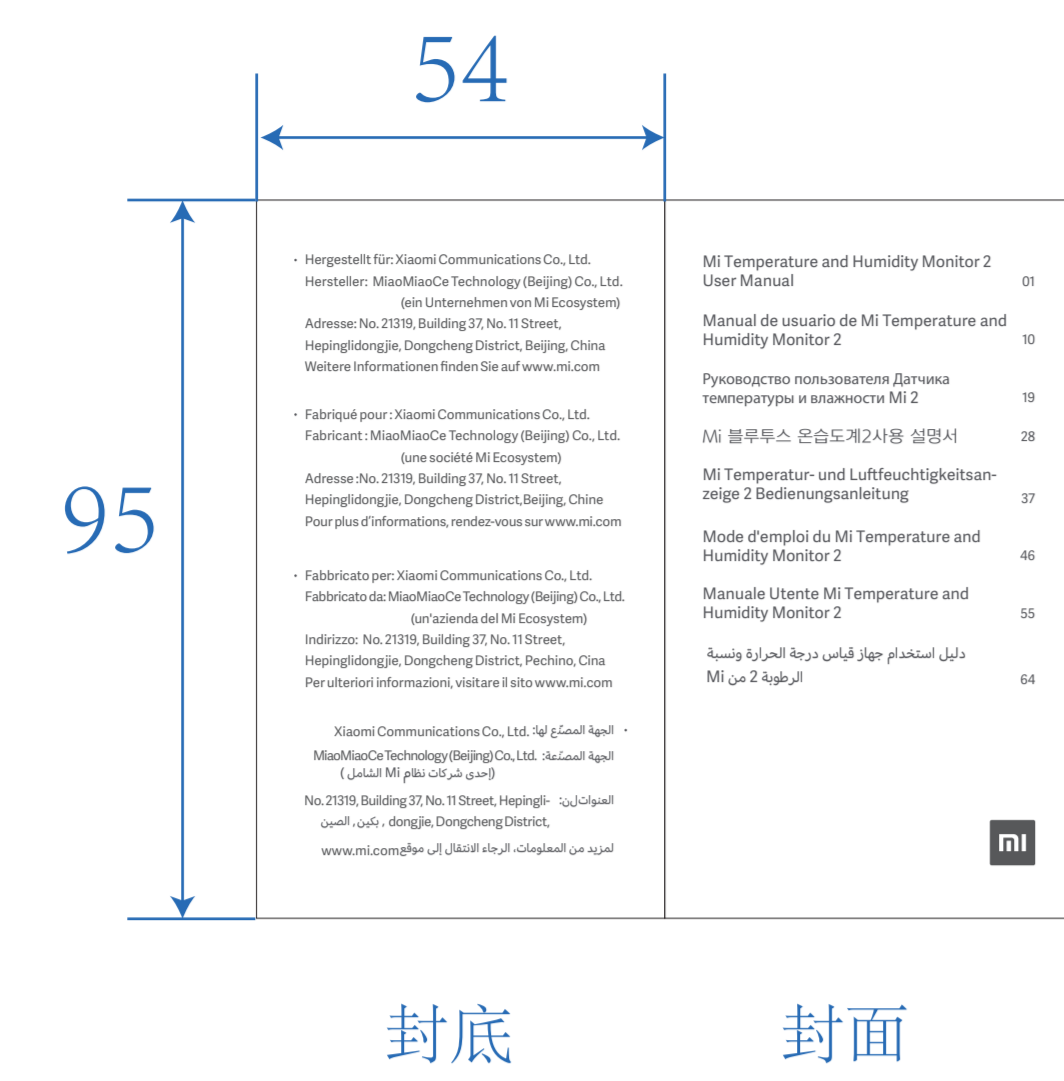 54
95
• Hergestellt für: Xiaomi Communications Co., Ltd.
Hersteller: MiaoMiaoCe Technology (Beijing) Co., Ltd.
(ein Unternehmen von Mi Ecosystem)
Adresse: No. 21319, Building 37, No. 11 Street,
Hepinglidongjie, Dongcheng District, Beijing, China
Weitere Informationen finden Sie auf www.mi.com
• Fabriqué pour : Xiaomi Communications Co., Ltd.
Fabricant : MiaoMiaoCe Technology (Beijing) Co., Ltd.
(une société Mi Ecosystem)
Adresse :No. 21319, Building 37, No. 11 Street,
Hepinglidongjie, Dongcheng District,Beijing, Chine
Pour plus d'informations, rendez-vous sur www.mi.com
• Fabbricato per: Xiaomi Communications Co., Ltd.
Fabbricato da: MiaoMiaoCe Technology (Beijing) Co., Ltd.
(un'azienda del Mi Ecosystem)
Indirizzo: No. 21319, Building 37, No. 11 Street,
Hepinglidongjie, Dongcheng District, Pechino, Cina
Per ulteriori informazioni, visitare il sito www.mi.com
• الجهة المصنّع لها: Xiaomi Communications Co., Ltd.
الجهة المصنّعة: MiaoMiaoCe Technology (Beijing) Co., Ltd.
(إحدى شركات نظام Mi الشامل )
العنواتلن: No. 21319, Building 37, No. 11 Street, Hepingli-
dongjie, Dongcheng District, , بكين , الصين
لمزيد من المعلومات، الرجاء الانتقال إلى موقع www.mi.com
Mi Temperature and Humidity Monitor 2
User Manual 01
Manual de usuario de Mi Temperature and
Humidity Monitor 2 10
Руководство пользователя Датчика
температуры и влажности Mi 2 19
Mi 블루투스 온습도계2사용 설명서 28
Mi Temperatur- und Luftfeuchtigkeitsan-
zeige 2 Bedienungsanleitung 37
Mode d'emploi du Mi Temperature and
Humidity Monitor 2 46
Manuale Utente Mi Temperature and
Humidity Monitor 2 55
دليل استخدام جهاز قياس درجة الحرارة ونسبة
الرطوبة 2 من Mi 64
mi
封底
封面